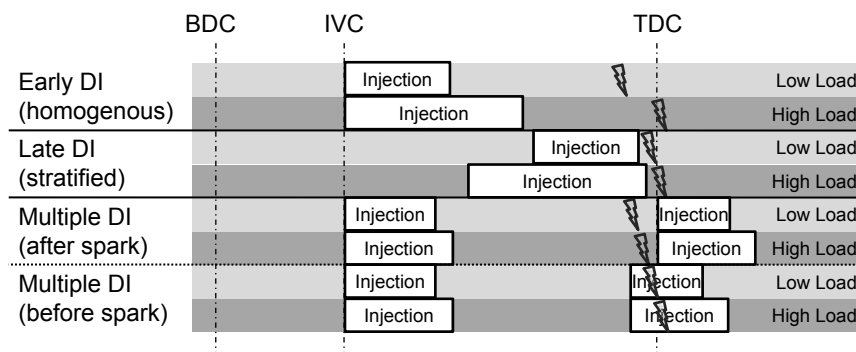 BDC IVC TDC
Early DI
(homogenous)
Injection Low Load
Injection High Load
Late DI
(stratified)
Injection Low Load
Injection High Load
Multiple DI
(after spark)
Injection Injection Low Load
Injection Injection High Load
Multiple DI
(before spark)
Injection Injection Low Load
Injection Injection High Load